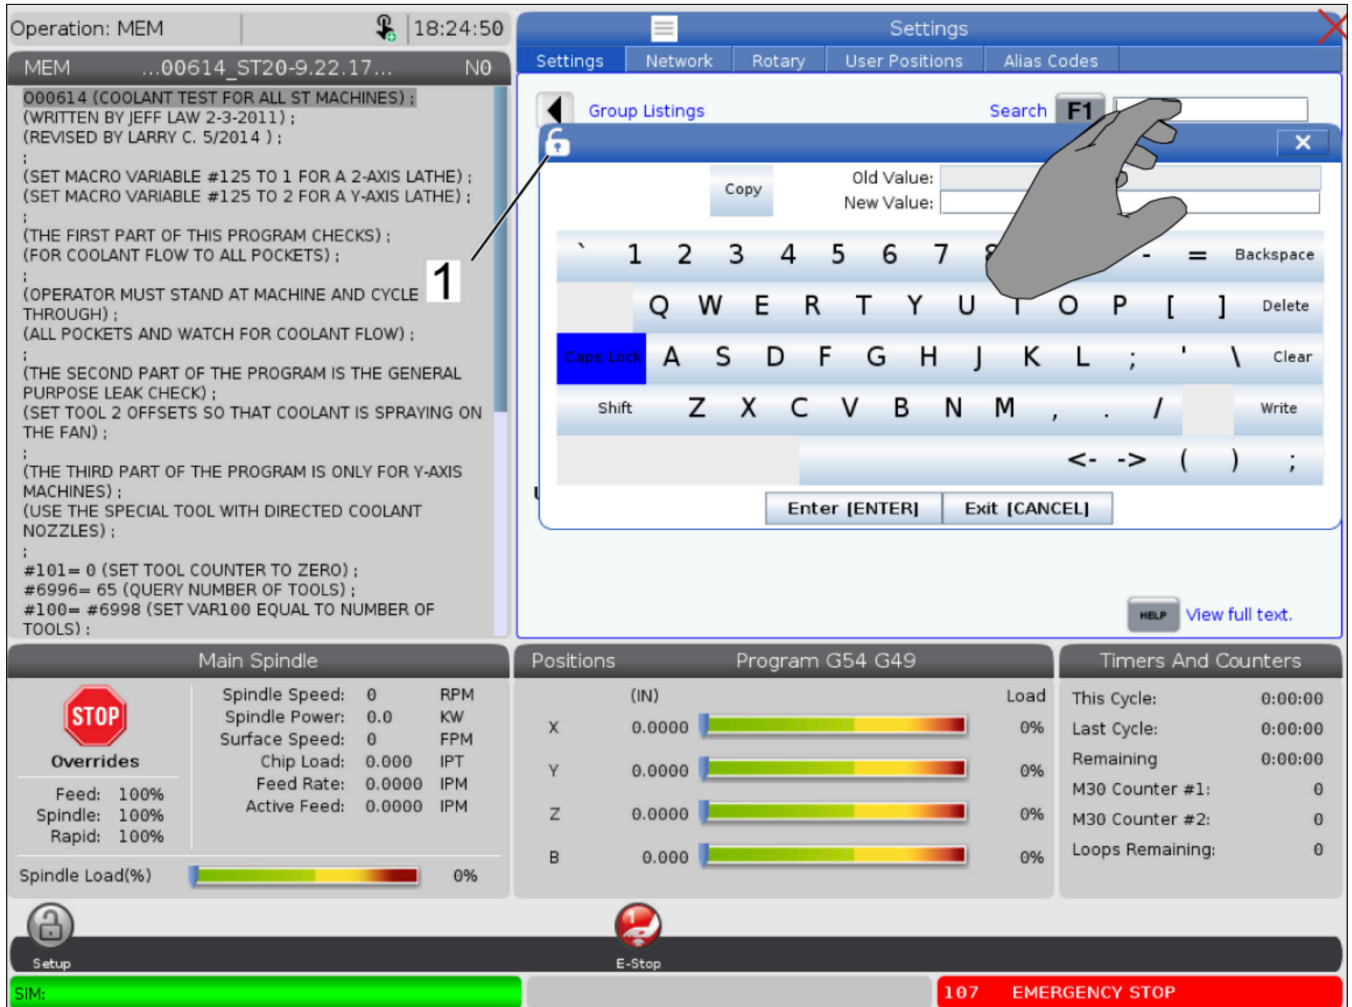 Operation: MEM
18:24:50
MEM ...00614_ST20-9.22.17... N0
O00614 (COOLANT TEST FOR ALL ST MACHINES) ;
(WRITTEN BY JEFF LAW 2-3-2011) ;
(REVISED BY LARRY C. 5/2014 ) ;
;
(SET MACRO VARIABLE #125 TO 1 FOR A 2-AXIS LATHE) ;
(SET MACRO VARIABLE #125 TO 2 FOR A Y-AXIS LATHE) ;
;
(THE FIRST PART OF THIS PROGRAM CHECKS) ;
(FOR COOLANT FLOW TO ALL POCKETS) ;
;
(OPERATOR MUST STAND AT MACHINE AND CYCLE
THROUGH) ;
(ALL POCKETS AND WATCH FOR COOLANT FLOW) ;
;
(THE SECOND PART OF THE PROGRAM IS THE GENERAL
PURPOSE LEAK CHECK) ;
(SET TOOL 2 OFFSETS SO THAT COOLANT IS SPRAYING ON
THE FAN) ;
;
(THE THIRD PART OF THE PROGRAM IS ONLY FOR Y-AXIS
MACHINES) ;
(USE THE SPECIAL TOOL WITH DIRECTED COOLANT
NOZZLES) ;
;
#101= 0 (SET TOOL COUNTER TO ZERO) ;
#6996= 65 (QUERY NUMBER OF TOOLS) ;
#100= #6998 (SET VAR100 EQUAL TO NUMBER OF
TOOLS) ;
1
Settings
Settings Network Rotary User Positions Alias Codes
Group Listings Search F1
Copy
Old Value:
New Value:
` 1 2 3 4 5 6 7 8 - = Backspace
Q W E R T Y U I O P [ ] Delete
Caps Lock A S D F G H J K L ; ' \ Clear
Shift Z X C V B N M , . / Write
<- -> ( ) ;
Enter [ENTER] Exit [CANCEL]
HELP View full text.
Main Spindle
STOP
Overrides
Feed: 100%
Spindle: 100%
Rapid: 100%
Spindle Speed: 0 RPM
Spindle Power: 0.0 KW
Surface Speed: 0 FPM
Chip Load: 0.000 IPT
Feed Rate: 0.0000 IPM
Active Feed: 0.0000 IPM
Spindle Load(%) 0%
Positions Program G54 G49
(IN) Load
X 0.0000 0%
Y 0.0000 0%
Z 0.0000 0%
B 0.000 0%
Timers And Counters
This Cycle: 0:00:00
Last Cycle: 0:00:00
Remaining 0:00:00
M30 Counter #1: 0
M30 Counter #2: 0
Loops Remaining: 0
Setup
1
E-Stop
SIM:
107 EMERGENCY STOP